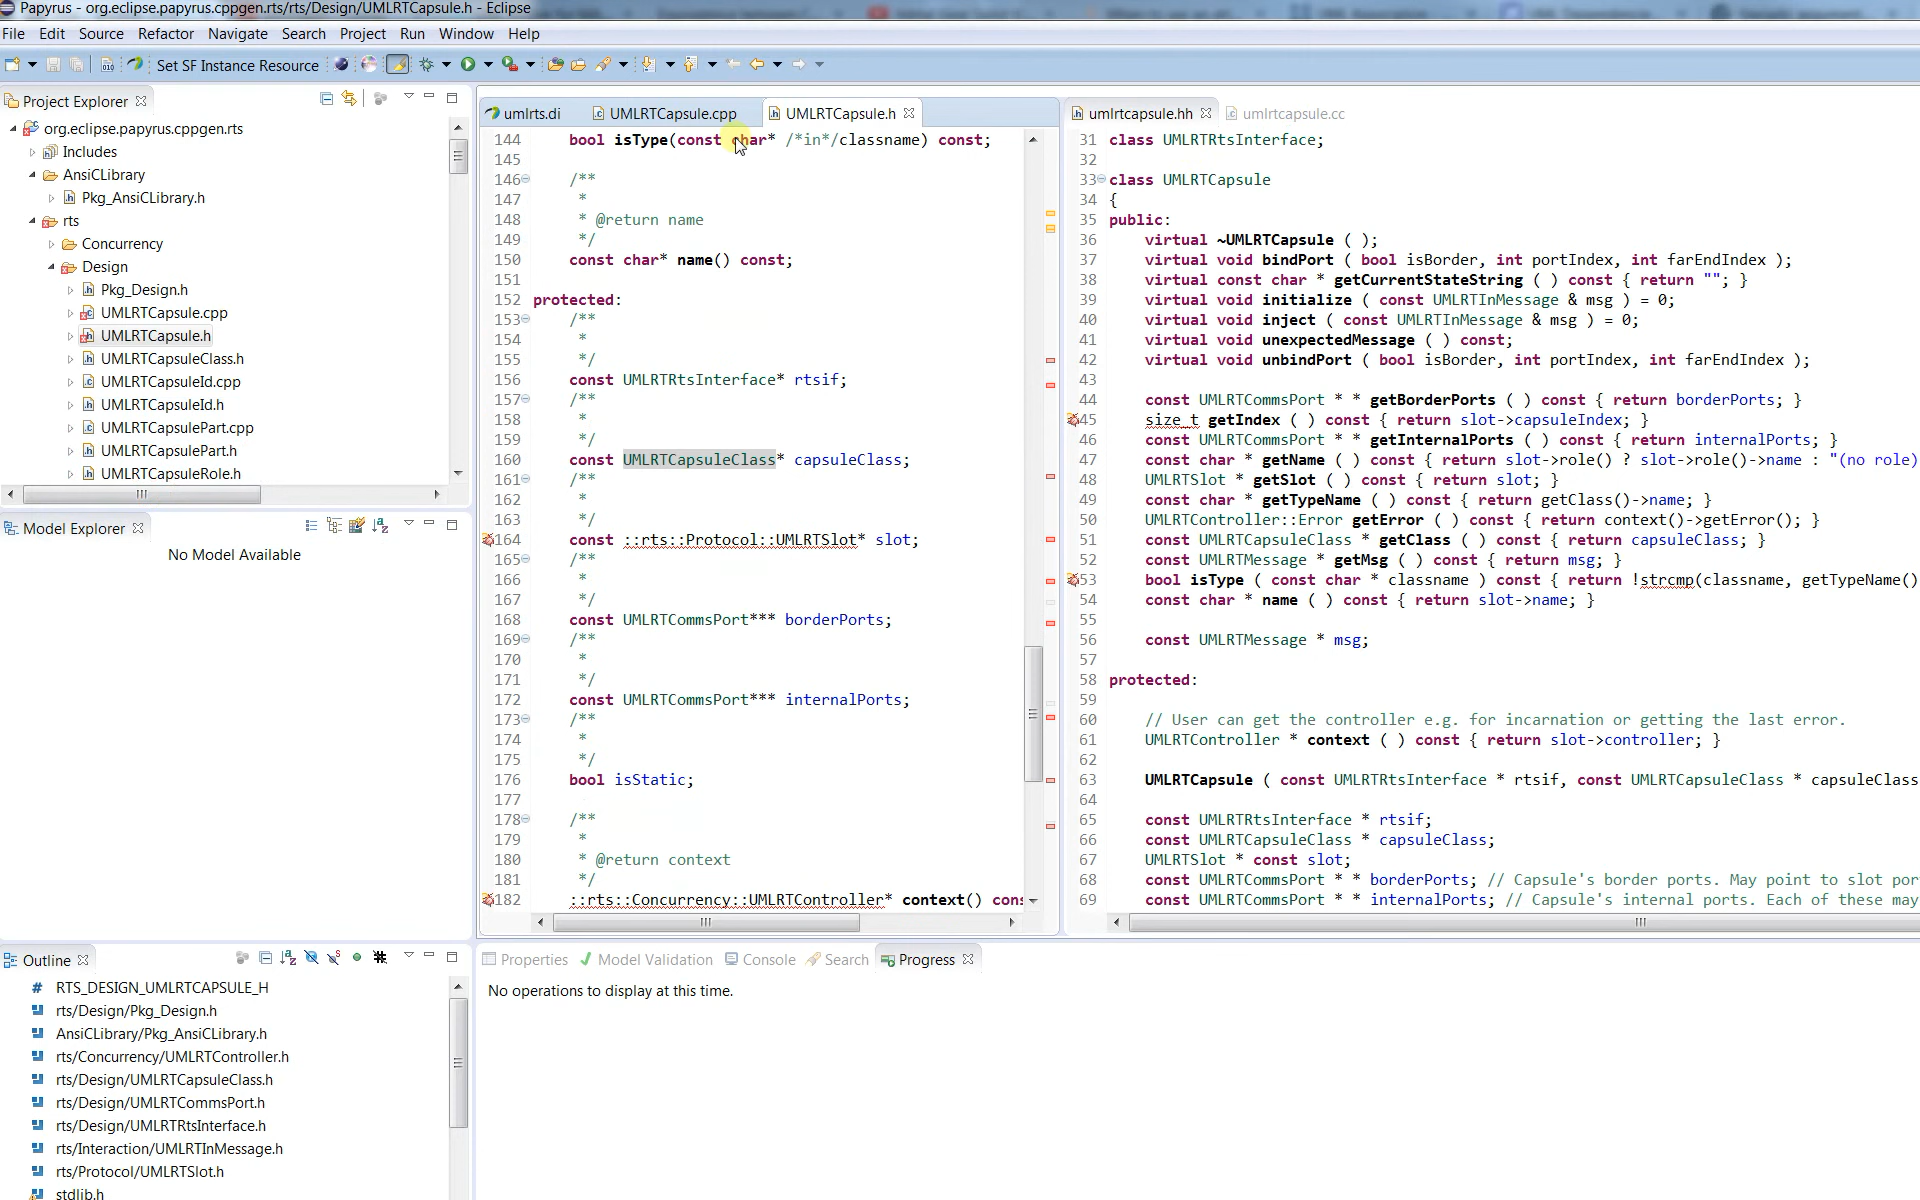 Papyrus - org.eclipse.papyrus.cppgen.rts/rts/Design/UMLRTCapsule.h - Eclipse
File Edit Source Refactor Navigate Search Project Run Window Help
Set SF Instance Resource
Project Explorer
org.eclipse.papyrus.cppgen.rts
Includes
AnsiCLibrary
Pkg_AnsiCLibrary.h
rts
Concurrency
Design
Pkg_Design.h
UMLRTCapsule.cpp
UMLRTCapsule.h
UMLRTCapsuleClass.h
UMLRTCapsuleId.cpp
UMLRTCapsuleId.h
UMLRTCapsulePart.cpp
UMLRTCapsulePart.h
UMLRTCapsuleRole.h
Model Explorer
No Model Available
Outline
RTS_DESIGN_UMLRTCAPSULE_H
rts/Design/Pkg_Design.h
AnsiCLibrary/Pkg_AnsiCLibrary.h
rts/Concurrency/UMLRTController.h
rts/Design/UMLRTCapsuleClass.h
rts/Design/UMLRTCommsPort.h
rts/Design/UMLRTRtsInterface.h
rts/Interaction/UMLRTInMessage.h
rts/Protocol/UMLRTSlot.h
stdlib.h
umlrts.di UMLRTCapsule.cpp UMLRTCapsule.h
144 bool isType(const char* /*in*/classname) const;
145
146 /**
147 *
148 * @return name
149 */
150 const char* name() const;
151
152 protected:
153 /**
154 *
155 */
156 const UMLRTRtsInterface* rtsif;
157 /**
158 *
159 */
160 const UMLRTCapsuleClass* capsuleClass;
161 /**
162 *
163 */
164 const ::rts::Protocol::UMLRTSlot* slot;
165 /**
166 *
167 */
168 const UMLRTCommsPort*** borderPorts;
169 /**
170 *
171 */
172 const UMLRTCommsPort*** internalPorts;
173 /**
174 *
175 */
176 bool isStatic;
177
178 /**
179 *
180 * @return context
181 */
182 ::rts::Concurrency::UMLRTController* context() cons
umlrtcapsule.hh umlrtcapsule.cc
31 class UMLRTRtsInterface;
32
33 class UMLRTCapsule
34 {
35 public:
36 virtual ~UMLRTCapsule ( );
37 virtual void bindPort ( bool isBorder, int portIndex, int farEndIndex );
38 virtual const char * getCurrentStateString ( ) const { return ""; }
39 virtual void initialize ( const UMLRTInMessage & msg ) = 0;
40 virtual void inject ( const UMLRTInMessage & msg ) = 0;
41 virtual void unexpectedMessage ( ) const;
42 virtual void unbindPort ( bool isBorder, int portIndex, int farEndIndex );
43
44 const UMLRTCommsPort * * getBorderPorts ( ) const { return borderPorts; }
45 size_t getIndex ( ) const { return slot->capsuleIndex; }
46 const UMLRTCommsPort * * getInternalPorts ( ) const { return internalPorts; }
47 const char * getName ( ) const { return slot->role() ? slot->role()->name : "(no role)
48 UMLRTSlot * getSlot ( ) const { return slot; }
49 const char * getTypeName ( ) const { return getClass()->name; }
50 UMLRTController::Error getError ( ) const { return context()->getError(); }
51 const UMLRTCapsuleClass * getClass ( ) const { return capsuleClass; }
52 const UMLRTMessage * getMsg ( ) const { return msg; }
53 bool isType ( const char * classname ) const { return !strcmp(classname, getTypeName()
54 const char * name ( ) const { return slot->name; }
55
56 const UMLRTMessage * msg;
57
58 protected:
59
60 // User can get the controller e.g. for incarnation or getting the last error.
61 UMLRTController * context ( ) const { return slot->controller; }
62
63 UMLRTCapsule ( const UMLRTRtsInterface * rtsif, const UMLRTCapsuleClass * capsuleClass
64
65 const UMLRTRtsInterface * rtsif;
66 const UMLRTCapsuleClass * capsuleClass;
67 UMLRTSlot * const slot;
68 const UMLRTCommsPort * * borderPorts; // Capsule's border ports. May point to slot por
69 const UMLRTCommsPort * * internalPorts; // Capsule's internal ports. Each of these may
Properties Model Validation Console Search Progress
No operations to display at this time.